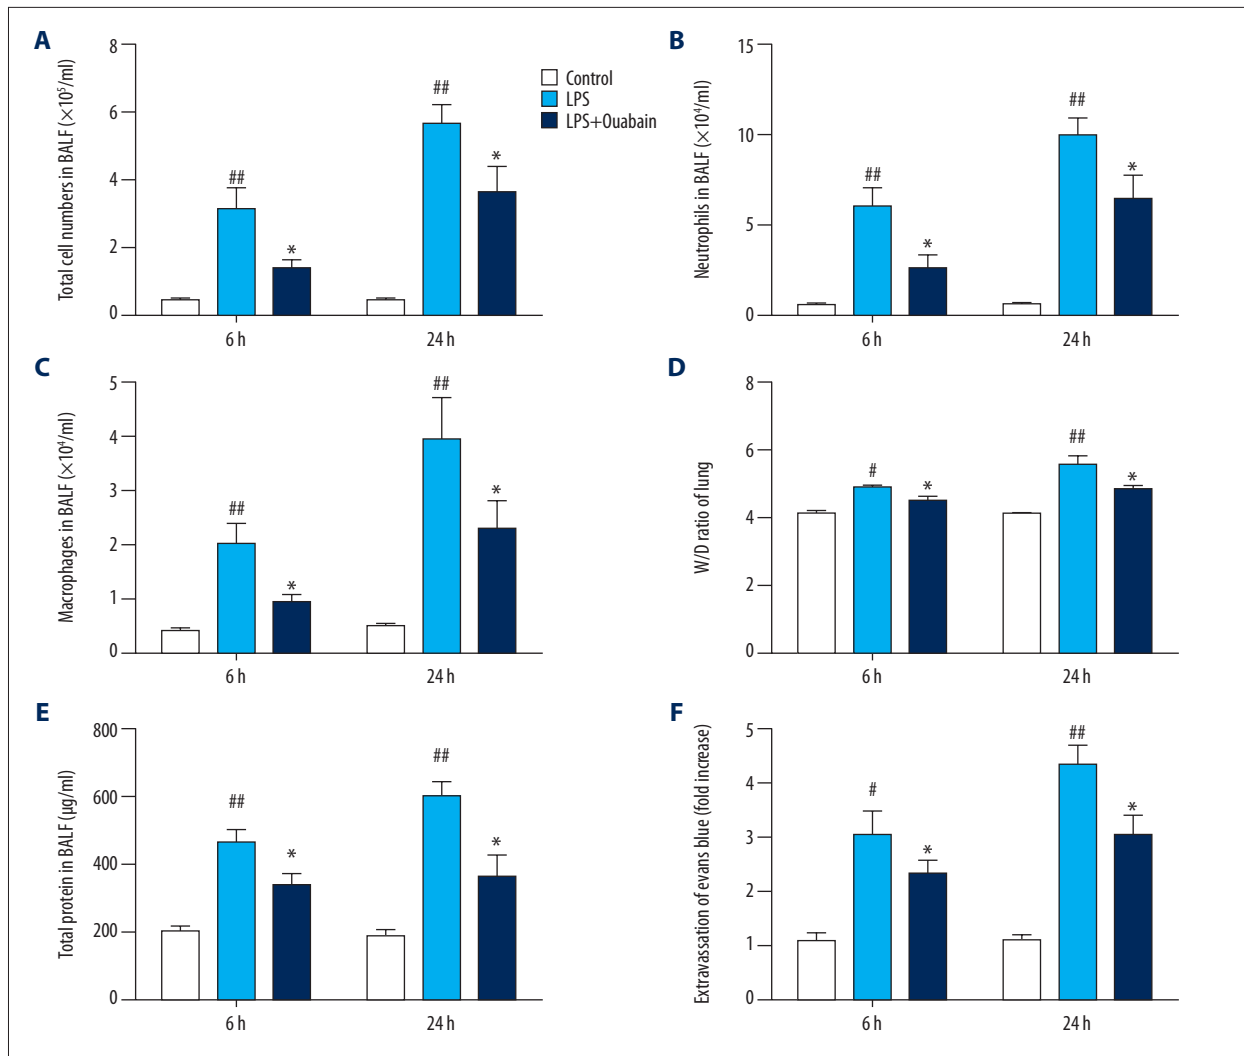 A
Total cell numbers in BALF (×10⁵/ml)
8
6
4
2
0
##
*
##
*
6 h
24 h
Control
LPS
LPS+Ouabain
B
Neutrophils in BALF (×10⁴/ml)
15
10
5
0
##
*
##
*
6 h
24 h
C
Macrophages in BALF (×10⁴/ml)
5
4
3
2
1
0
##
*
##
*
6 h
24 h
D
W/D ratio of lung
8
6
4
2
0
#
*
##
*
6 h
24 h
E
Total protein in BALF (µg/ml)
800
600
400
200
0
##
*
##
*
6 h
24 h
F
Extravassation of evans blue (fold increase)
5
4
3
2
1
0
#
*
##
*
6 h
24 h